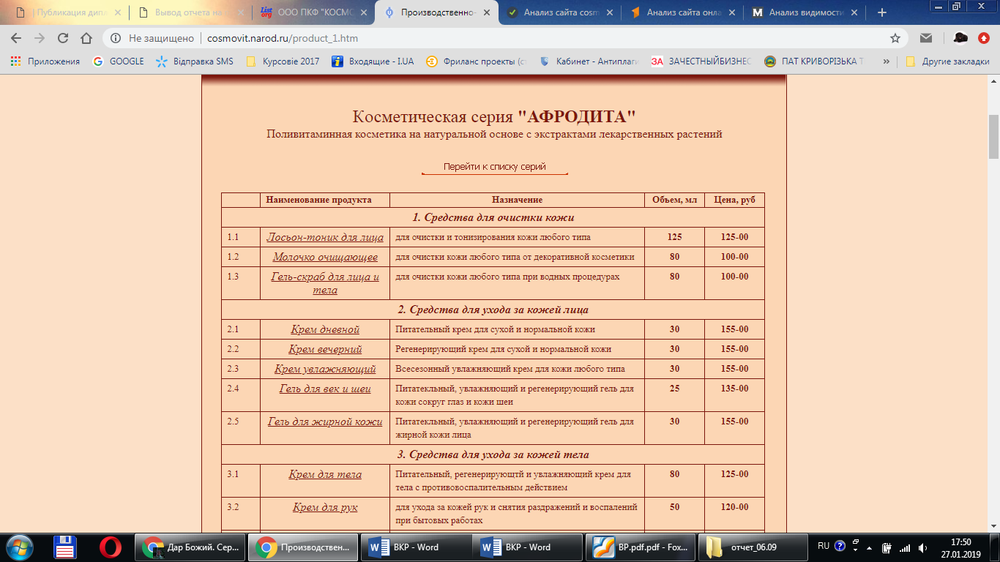 | Публикация дипл
Вывод отчета на
List org ООО ПКФ "КОСМС
Производственно-
Анализ сайта cosm
Анализ сайта онла
Анализ видимости
Не защищено | cosmovit.narod.ru/product_1.htm
Приложения GOOGLE Відправка SMS Курсовіе 2017 Входящие - I.UA Фриланс проекты (с Кабинет - Антиплаги ЗА ЗАЧЕСТНЫЙБИЗНЕС ПАТ КРИВОРІЗЬКА Т » Другие закладки
Косметическая серия "АФРОДИТА"
Поливитаминная косметика на натуральной основе с экстрактами лекарственных растений
Перейти к списку серий
Наименование продукта Назначение Объем, мл Цена, руб
1. Средства для очистки кожи
1.1 Лосьон-тоник для лица для очистки и тонизирования кожи любого типа 125 125-00
1.2 Молочко очищающее для очистки кожи любого типа от декоративной косметики 80 100-00
1.3 Гель-скраб для лица и для очистки кожи любого типа при водных процедурах 80 100-00
тела
2. Средства для ухода за кожей лица
2.1 Крем дневной Питательный крем для сухой и нормальной кожи 30 155-00
2.2 Крем вечерний Регенерирующий крем для сухой и нормальной кожи 30 155-00
2.3 Крем увлажняющий Всесезонный увлажняющий крем для кожи любого типа 30 155-00
2.4 Гель для век и шеи Питатекльный, увлажняющий и регенерирующий гель для 25 135-00
кожи сокруг глаз и кожи шеи
2.5 Гель для жирной кожи Питатекльный, увлажняющий и регенерирующий гель для 30 155-00
жирной кожи лица
3. Средства для ухода за кожей тела
3.1 Крем для тела Питательный, регенерирующтй и увлажняющий крем для 80 125-00
тела с противовоспалительным действием
3.2 Крем для рук для ухода за кожей рук и снятия раздражений и воспалений 50 120-00
при бытовых работах
Дар Божий. Сер... Производствен... ВКР - Word ВКР - Word BP.pdf.pdf - Fox... отчет_06.09 RU 17:50
27.01.2019